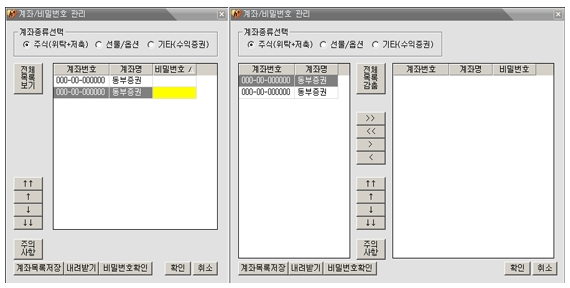 계좌/비밀번호 관리
계좌종류선택
주식(위탁+저축) 선물/옵션 기타(수익증권)
전체
목록
보기
계좌번호 계좌명 비밀번호 /
000-00-000000 동부증권
000-00-000000 동부증권
↑↑
↑
↓
↓↓
주의
사항
계좌목록저장 내려받기 비밀번호확인 확인 취소
계좌/비밀번호 관리
계좌종류선택
주식(위탁+저축) 선물/옵션 기타(수익증권)
계좌번호 계좌명
000-00-000000 동부증권
000-00-000000 동부증권
전체
목록
감춤
>>
<<
>
<
↑↑
↑
↓
↓↓
주의
사항
계좌번호 계좌명 비밀번호
계좌목록저장 내려받기 비밀번호확인 확인 취소